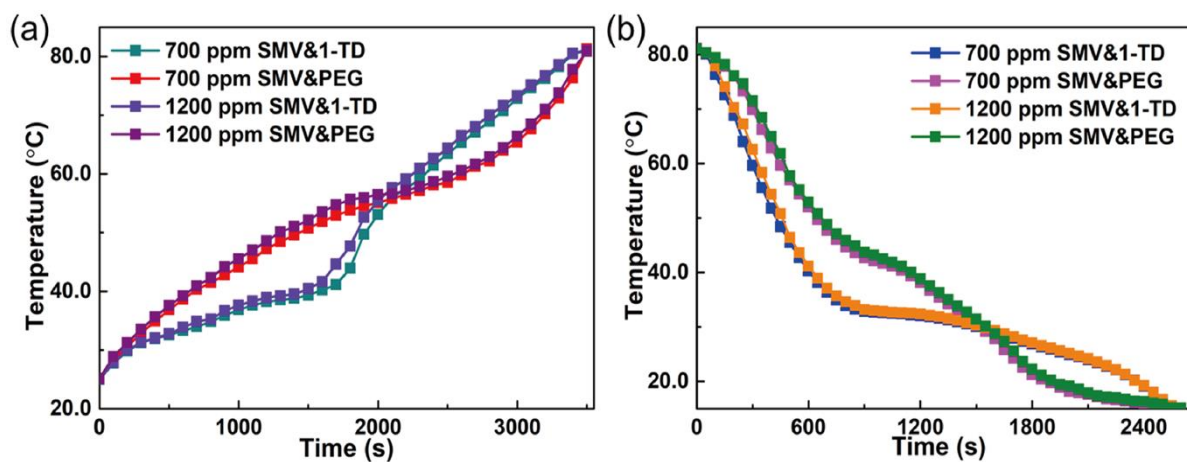 (a)
700 ppm SMV&1-TD
700 ppm SMV&PEG
1200 ppm SMV&1-TD
1200 ppm SMV&PEG
Temperature (°C)
80.0
60.0
40.0
20.0
0
1000
2000
3000
Time (s)
(b)
700 ppm SMV&1-TD
700 ppm SMV&PEG
1200 ppm SMV&1-TD
1200 ppm SMV&PEG
Temperature (°C)
80.0
60.0
40.0
20.0
0
600
1200
1800
2400
Time (s)